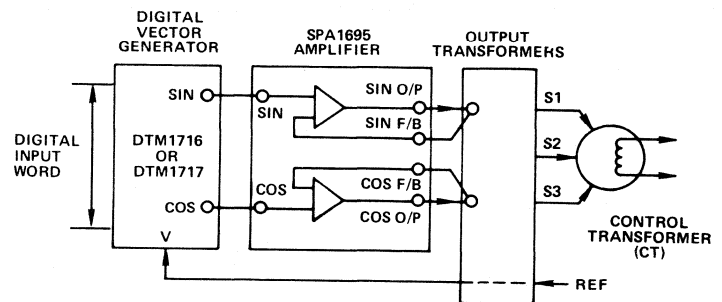 DIGITAL
VECTOR
GENERATOR
SPA1695
AMPLIFIER
OUTPUT
TRANSFORMEHS
DIGITAL
INPUT
WORD
SIN
DTM1716
OR
DTM1717
COS
V
SIN
SIN O/P
SIN F/B
COS
COS F/B
COS O/P
S1
S2
S3
CONTROL
TRANSFORMER
(CT)
REF